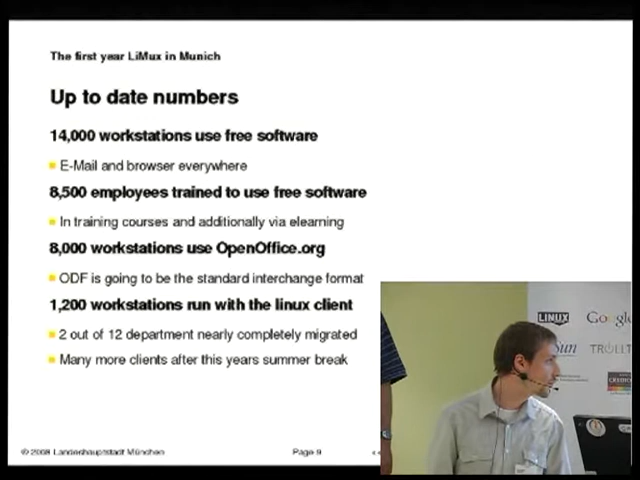 The first year LiMux in Munich
Up to date numbers
14,000 workstations use free software
E-Mail and browser everywhere
8,500 employees trained to use free software
In training courses and additionally via elearning
8,000 workstations use OpenOffice.org
ODF is going to be the standard interchange format
1,200 workstations run with the linux client
2 out of 12 department nearly completely migrated
Many more clients after this years summer break
© 2008 Landeshauptstadt München
Page 9
LINUX
Google
Sun
TROLLT